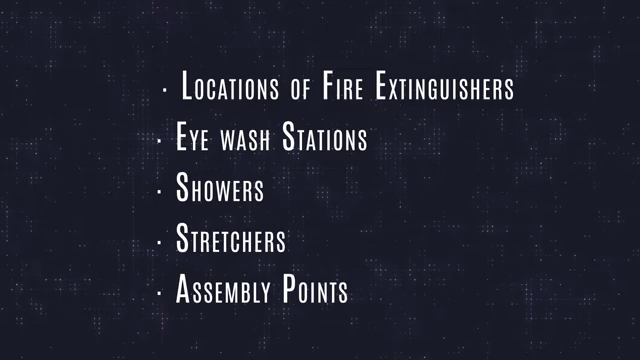 · Locations of Fire Extinguishers
· Eye wash Stations
· Showers
· Stretchers
· Assembly Points